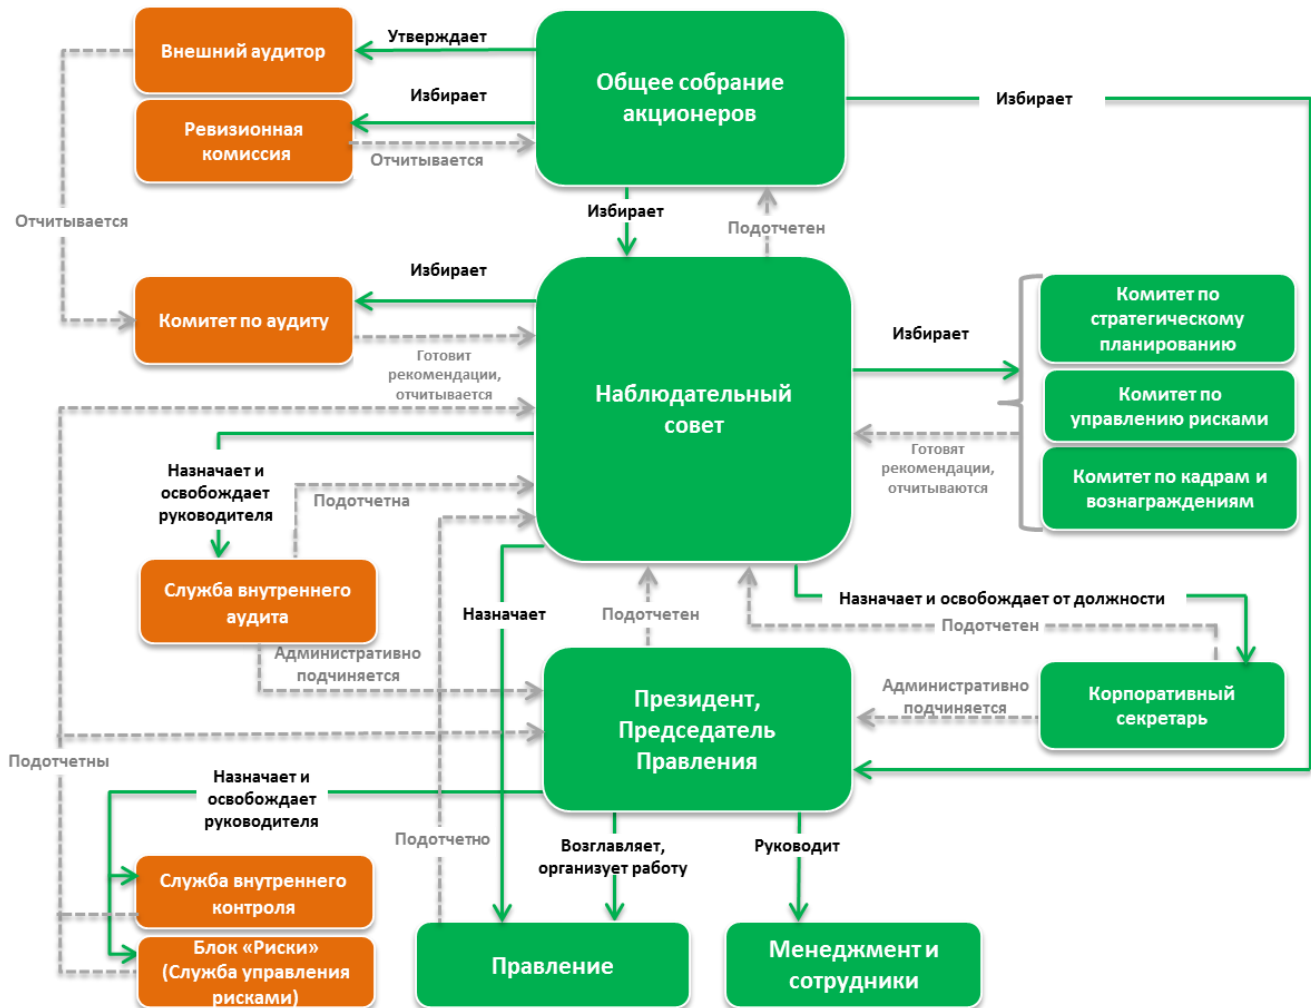 Внешний аудитор
Утверждает
Общее собрание
акционеров
Избирает
Избирает
Ревизионная
комиссия
Отчитывается
Отчитывается
Избирает
Подотчетен
Комитет по аудиту
Избирает
Готовит
рекомендации,
отчитывается
Наблюдательный
совет
Избирает
Комитет по
стратегическому
планированию
Комитет по
управлению рисками
Комитет по кадрам и
вознаграждениям
Готовят
рекомендации,
отчитываются
Назначает и
освобождает
руководителя
Подотчетна
Служба внутреннего
аудита
Назначает
Подотчетен
Назначает и освобождает от должности
Подотчетен
Административно
подчиняется
Президент,
Председатель
Правления
Административно
подчиняется
Корпоративный
секретарь
Подотчетны
Назначает и
освобождает
руководителя
Подотчетно
Возглавляет,
организует работу
Руководит
Служба внутреннего
контроля
Блок «Риски»
(Служба управления
рисками)
Правление
Менеджмент и
сотрудники